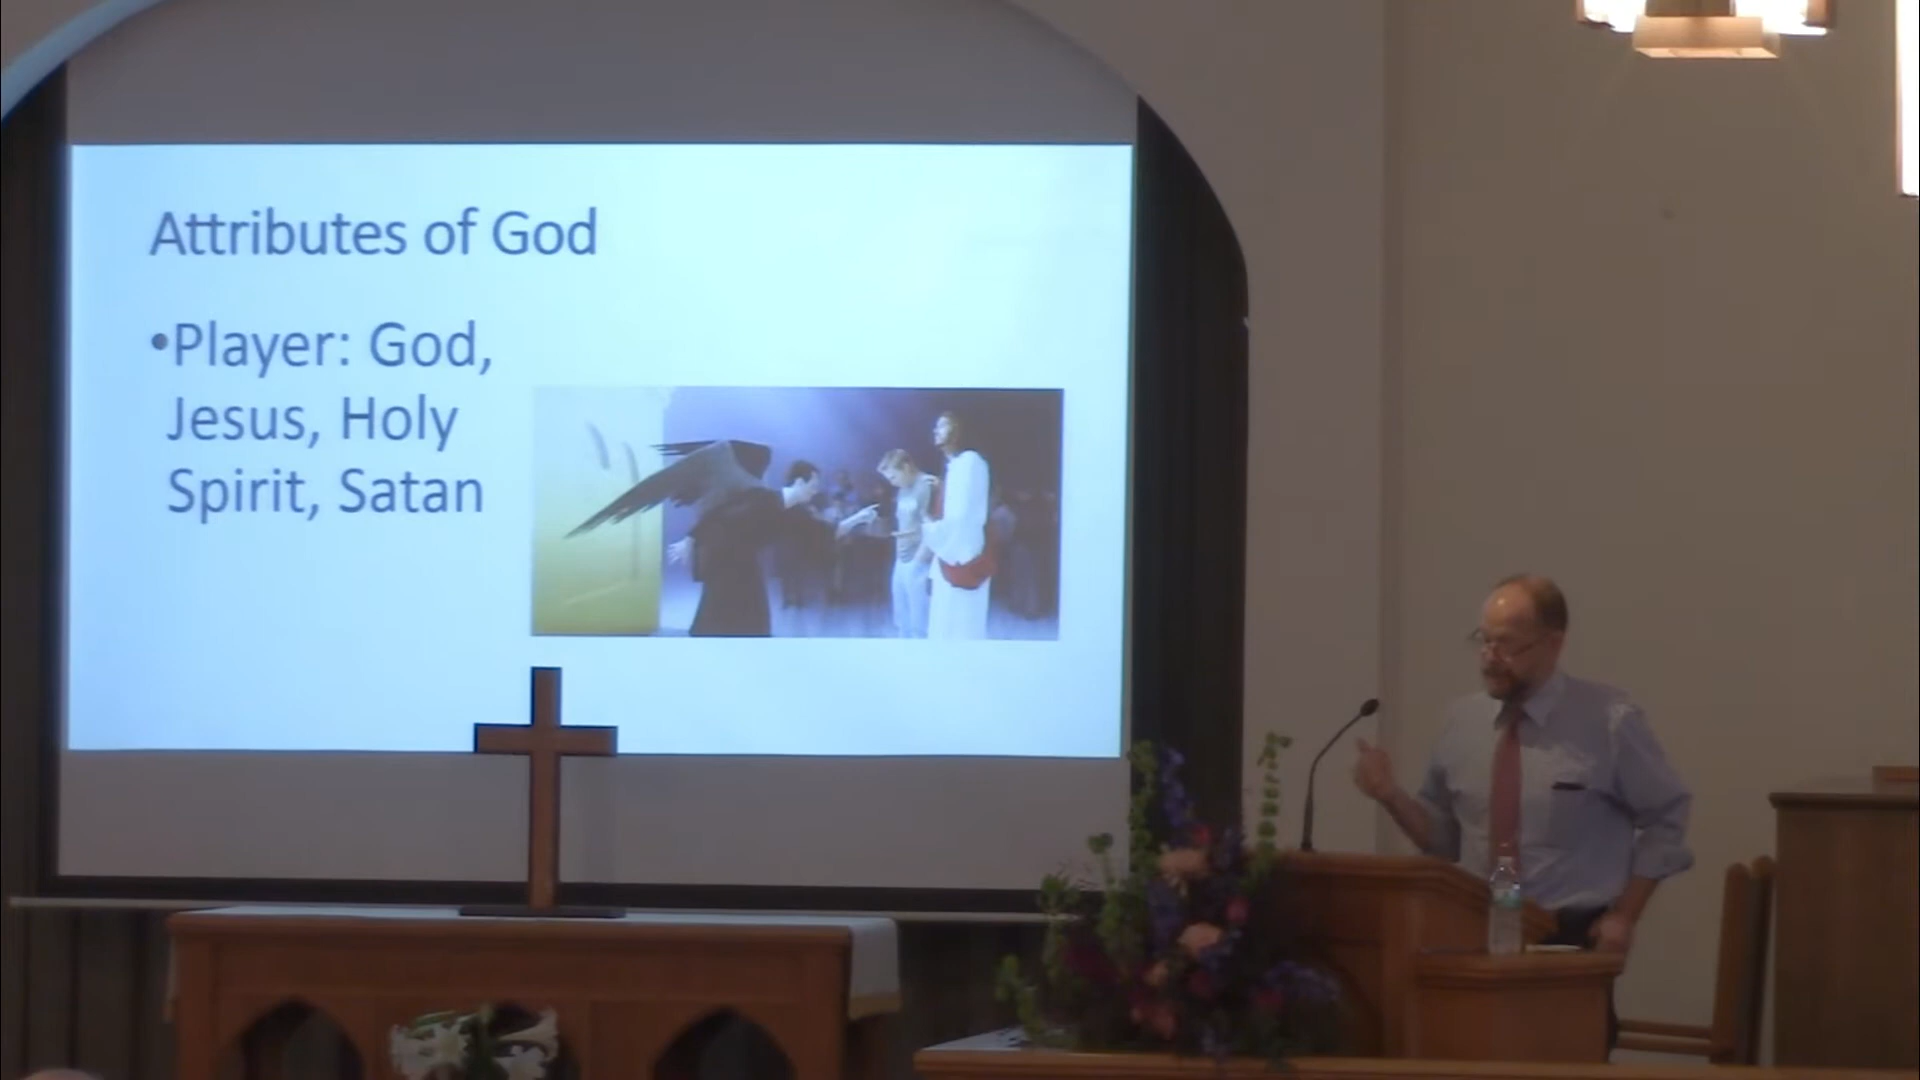 Attributes of God
•Player: God,
Jesus, Holy
Spirit, Satan